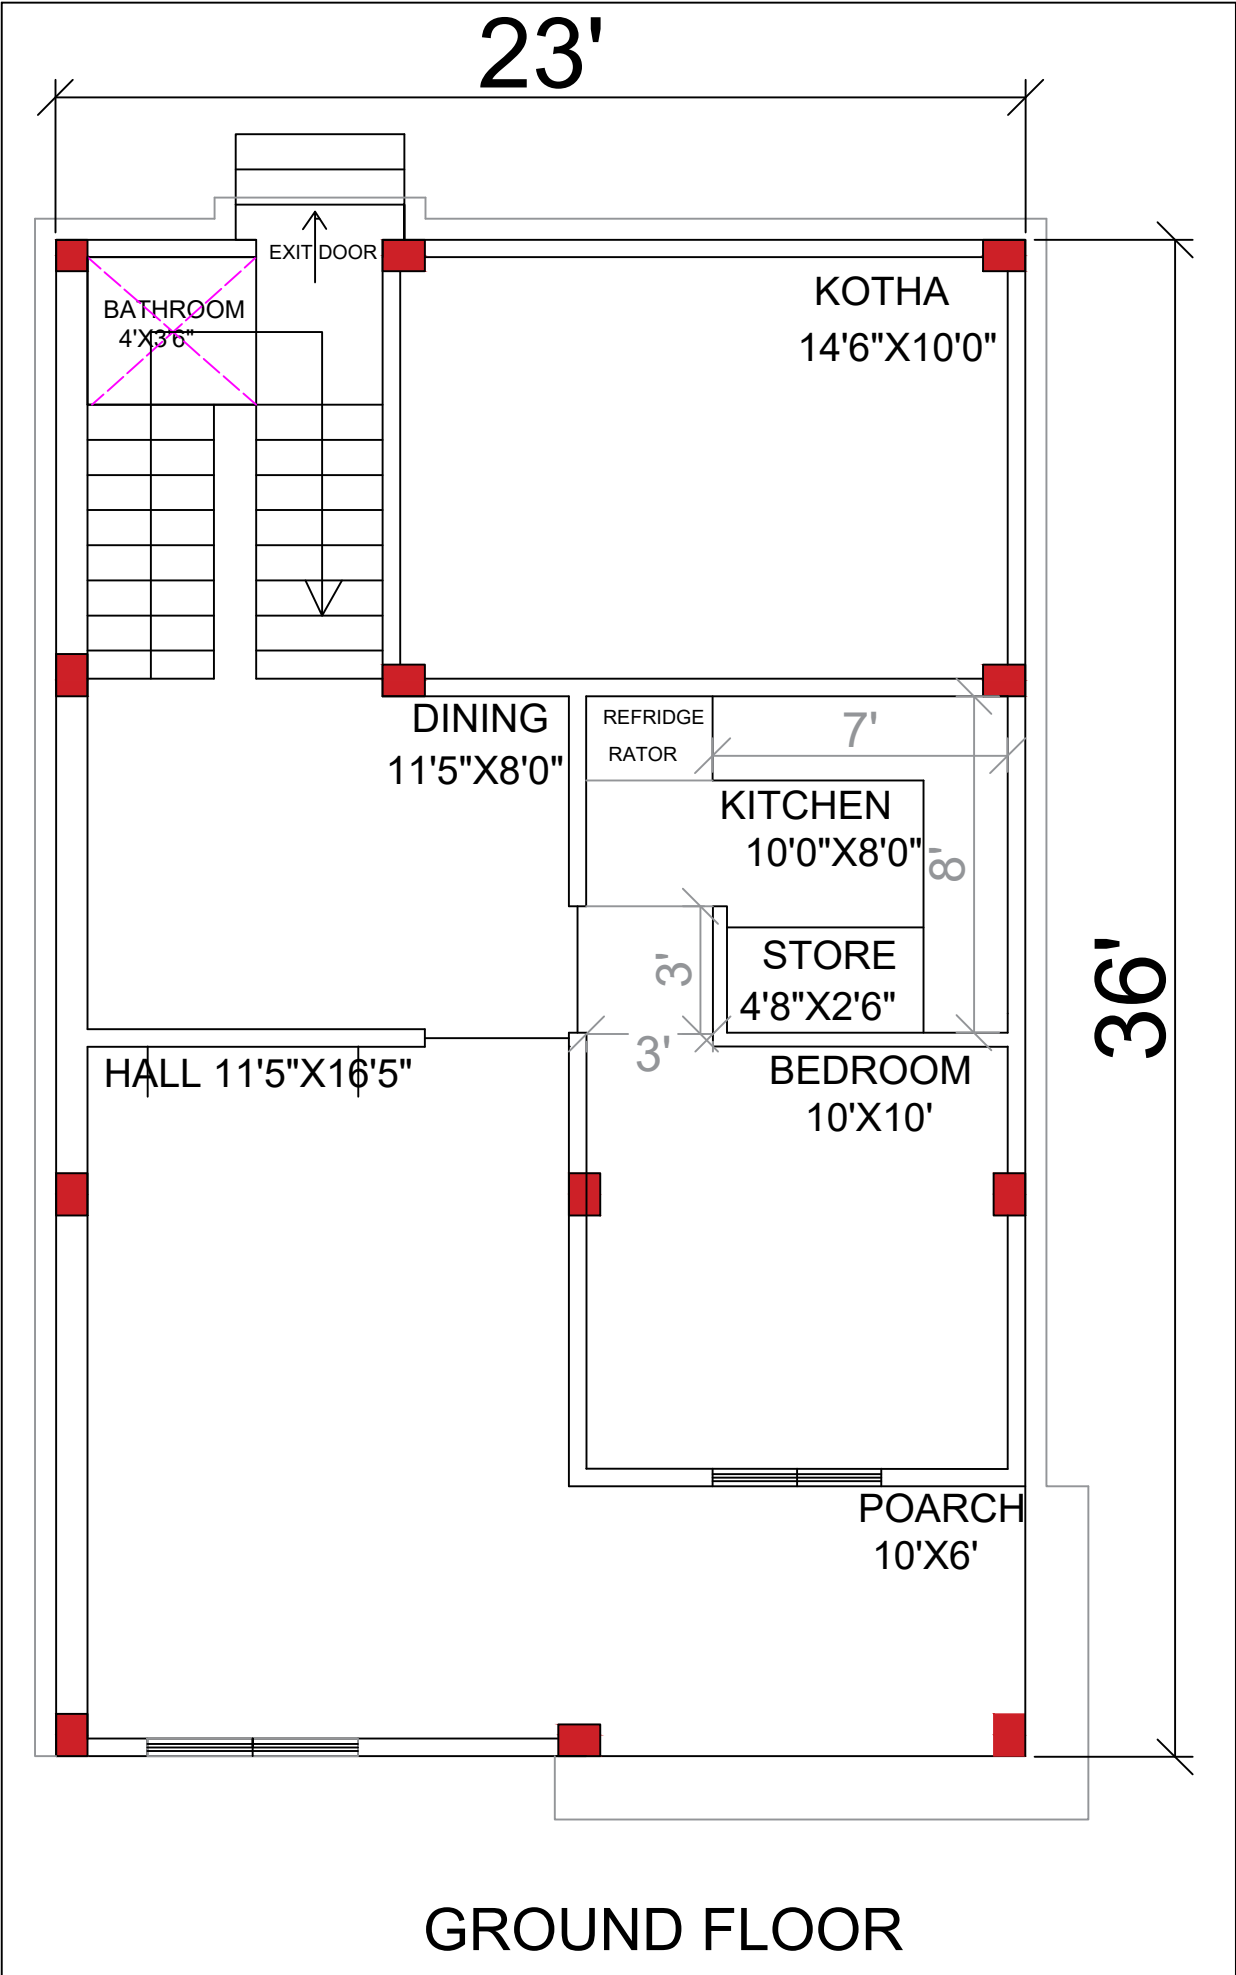 23'
EXIT DOOR
BATHROOM
4'X3'6"
KOTHA
14'6"X10'0"
DINING
11'5"X8'0"
REFRIDGE
RATOR
7'
KITCHEN
10'0"X8'0"
8'
STORE
4'8"X2'6"
3'
3'
36'
HALL 11'5"X16'5"
BEDROOM
10'X10'
POARCH
10'X6'
GROUND FLOOR